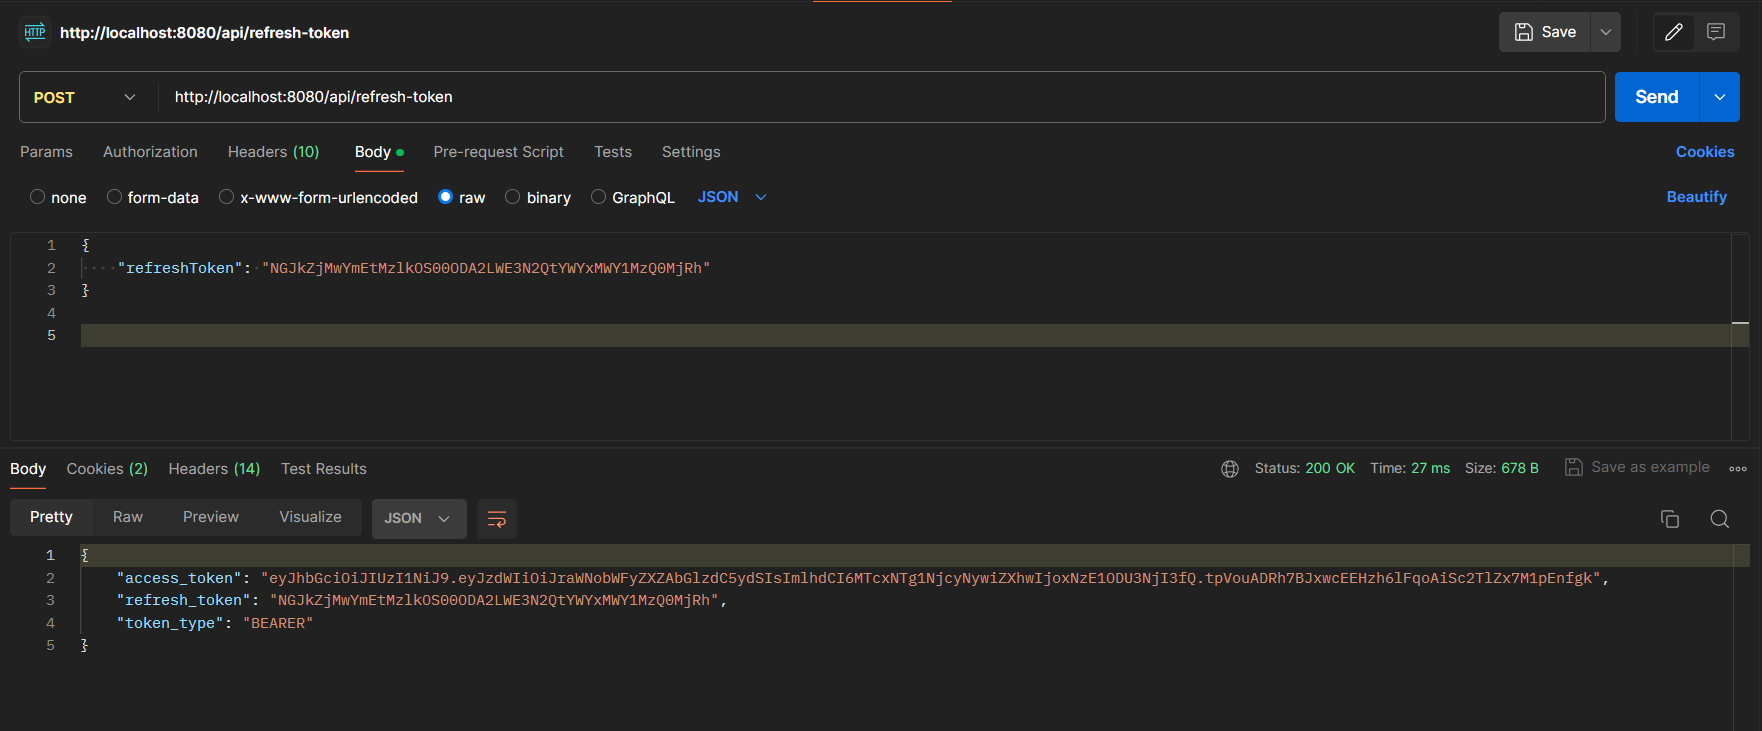 HTTP http://localhost:8080/api/refresh-token Save
POST http://localhost:8080/api/refresh-token Send
Params Authorization Headers (10) Body Pre-request Script Tests Settings Cookies
none form-data x-www-form-urlencoded raw binary GraphQL JSON Beautify
1 {
2 ····"refreshToken":·"NGJkZjMwYmEtMzlkOS00ODA2LWE3N2QtYWYxMWY1MzQ0MjRh"
3 }
4
5
Body Cookies (2) Headers (14) Test Results Status: 200 OK Time: 27 ms Size: 678 B Save as example
Pretty Raw Preview Visualize JSON
1 {
2 "access_token": "eyJhbGciOiJIUzI1NiJ9.eyJzdWIiOiJraWNobWFyZXZAbGlzdC5ydSIsImlhdCI6MTcxNTg1NjcyNywiZXhwIjoxNzE1ODU3NjI3fQ.tpVouADRh7BJxwcEEHzh6lFqoAiSc2TlZx7M1pEnfgk",
3 "refresh_token": "NGJkZjMwYmEtMzlkOS00ODA2LWE3N2QtYWYxMWY1MzQ0MjRh",
4 "token_type": "BEARER"
5 }